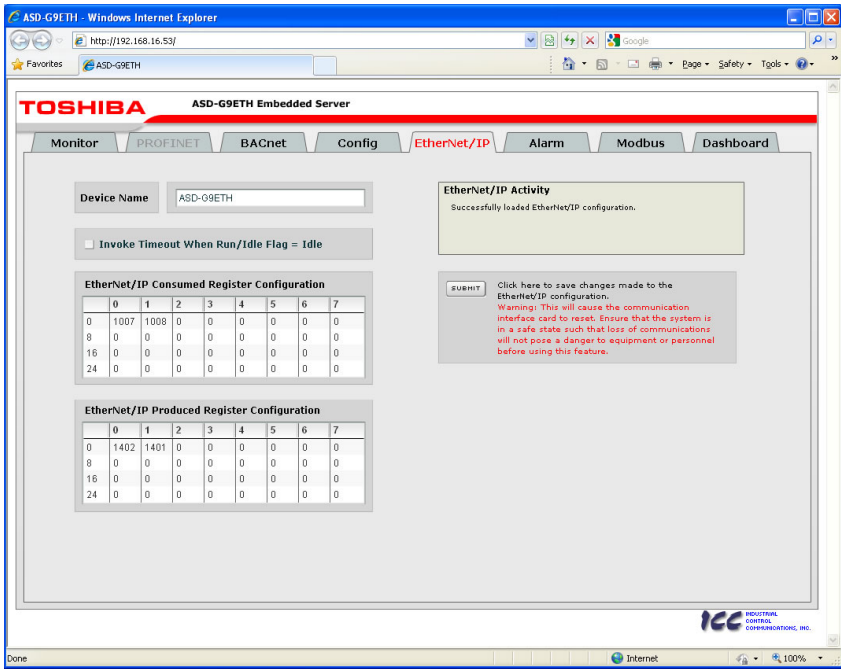 ASD-G9ETH - Windows Internet Explorer
http://192.168.16.53/
Google
Favorites
ASD-G9ETH
Page
Safety
Tools
»
TOSHIBA
ASD-G9ETH Embedded Server
Monitor
PROFINET
BACnet
Config
EtherNet/IP
Alarm
Modbus
Dashboard
Device Name
ASD-G9ETH
Invoke Timeout When Run/Idle Flag = Idle
EtherNet/IP Consumed Register Configuration
0 1 2 3 4 5 6 7
0 1007 1008 0 0 0 0 0 0
8 0 0 0 0 0 0 0 0
16 0 0 0 0 0 0 0 0
24 0 0 0 0 0 0 0 0
EtherNet/IP Produced Register Configuration
0 1 2 3 4 5 6 7
0 1402 1401 0 0 0 0 0 0
8 0 0 0 0 0 0 0 0
16 0 0 0 0 0 0 0 0
24 0 0 0 0 0 0 0 0
EtherNet/IP Activity
Successfully loaded EtherNet/IP configuration.
SUBMIT
Click here to save changes made to the
EtherNet/IP configuration.
Warning: This will cause the communication
interface card to reset. Ensure that the system is
in a safe state such that loss of communications
will not pose a danger to equipment or personnel
before using this feature.
ICC
INDUSTRIAL
CONTROL
COMMUNICATIONS, INC.
Done
Internet
100%